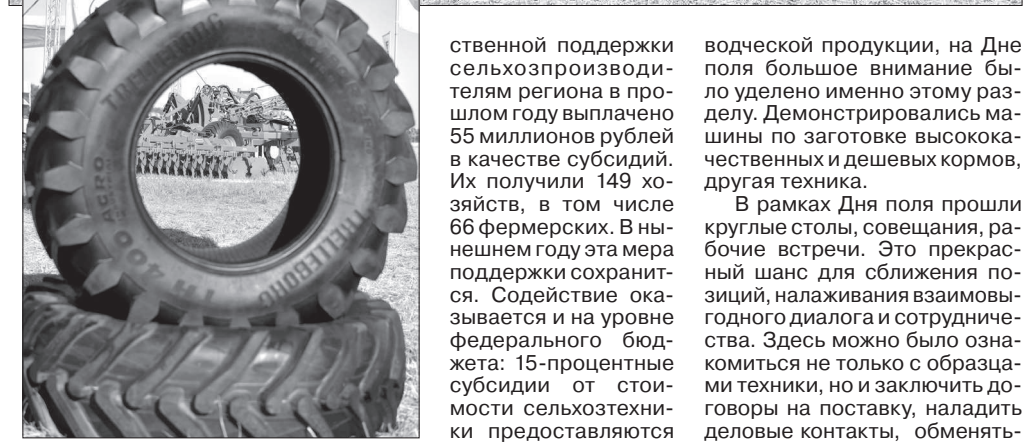 TRELLEBORG
AGRO
TH
400
TRELLEBORG
ственной поддержки
сельхозпроизводи-
телям региона в про-
шлом году выплачено
55 миллионов рублей
в качестве субсидий.
Их получили 149 хо-
зяйств, в том числе
66 фермерских. В ны-
нешнем году эта мера
поддержки сохранит-
ся. Содействие ока-
зывается и на уровне
федерального бюд-
жета: 15-процентные
субсидии от стои-
мости сельхозтехни-
ки предоставляются
водческой продукции, на Дне
поля большое внимание бы-
ло уделено именно этому раз-
делу. Демонстрировались ма-
шины по заготовке высокока-
чественных и дешевых кормов,
другая техника.
В рамках Дня поля прошли
круглые столы, совещания, ра-
бочие встречи. Это прекрас-
ный шанс для сближения по-
зиций, налаживания взаимовы-
годного диалога и сотрудниче-
ства. Здесь можно было озна-
комиться не только с образца-
ми техники, но и заключить до-
говоры на поставку, наладить
деловые контакты, обменять-